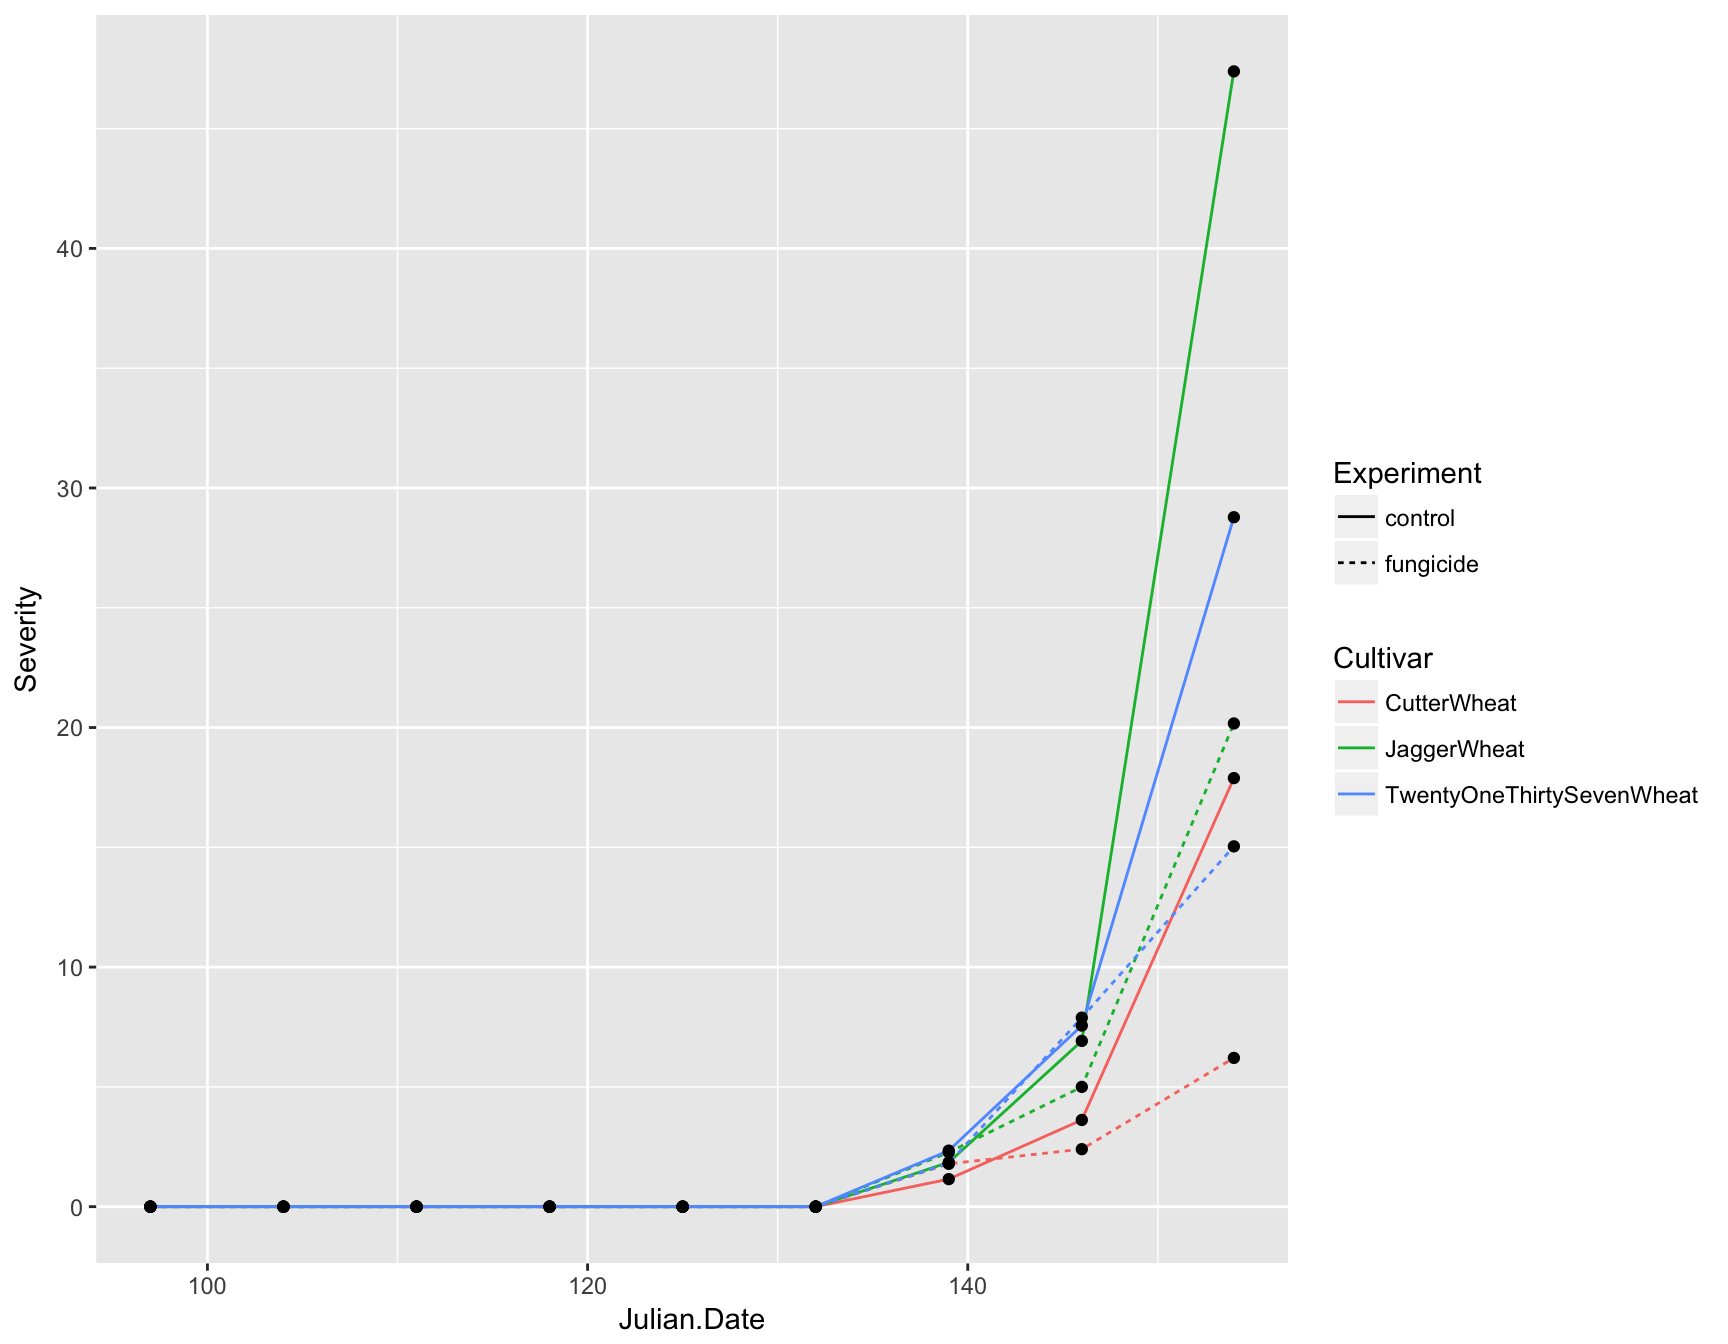 Severity
40
30
20
10
0
100
120
140
Julian.Date
Experiment
control
fungicide
Cultivar
CutterWheat
JaggerWheat
TwentyOneThirtySevenWheat